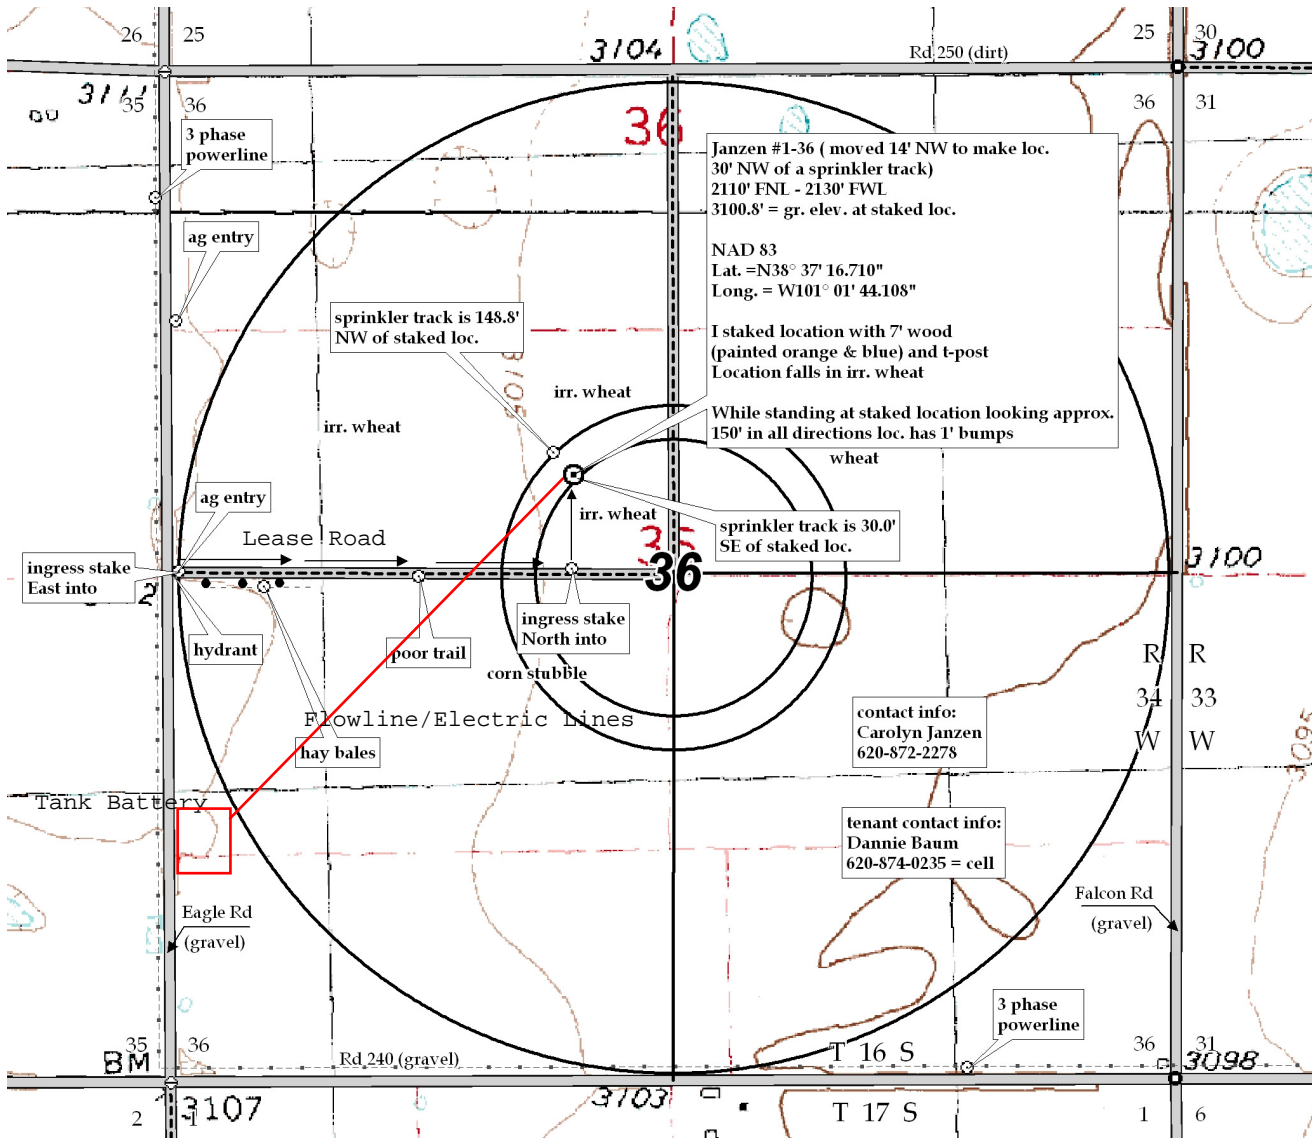 26
25
3104
Rd 250 (dirt)
25
30
3100
35
36
36
31
36
3 phase
powerline
Janzen #1-36 ( moved 14' NW to make loc.
30' NW of a sprinkler track)
2110' FNL - 2130' FWL
3100.8' = gr. elev. at staked loc.
NAD 83
Lat. =N38° 37' 16.710"
Long. = W101° 01' 44.108"
I staked location with 7' wood
(painted orange & blue) and t-post
Location falls in irr. wheat
While standing at staked location looking approx.
150' in all directions loc. has 1' bumps
ag entry
sprinkler track is 148.8'
NW of staked loc.
irr. wheat
irr. wheat
wheat
ag entry
irr. wheat
sprinkler track is 30.0'
SE of staked loc.
Lease Road
ingress stake
East into
36
3100
ingress stake
North into
hydrant
poor trail
corn stubble
R
R
34
33
W
W
contact info:
Carolyn Janzen
620-872-2278
Flowline/Electric Lines
hay bales
3095
Tank Battery
tenant contact info:
Dannie Baum
620-874-0235 = cell
Eagle Rd
(gravel)
Falcon Rd
(gravel)
3 phase
powerline
35
36
BM
Rd 240 (gravel)
T 16 S
36
31
3098
3107
3103
2
1
T 17 S
1
6